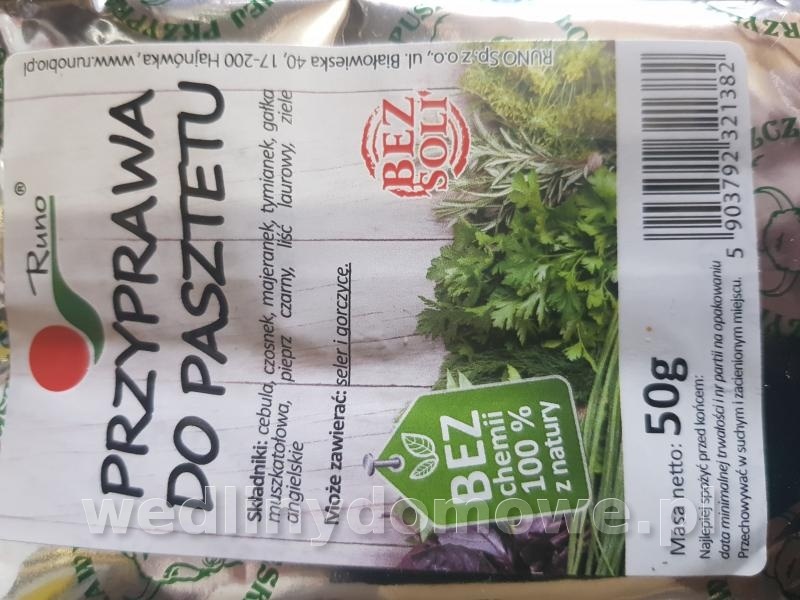 RUNO Sp. z o.o., ul. Białowieska 40, 17-200 Hajnówka, www.runobio.pl
Runo®
PRZYPRAWA
DO PASZTETU
Składniki: cebula, czosnek, majeranek, tymianek, gałka
muszkatołowa, pieprz czarny, liść laurowy, ziele
angielskie
Może zawierać: seler i gorczycę.
BEZ
SOLI
BEZ
chemii
100 %
z natury
Masa netto: 50g
Najlepiej spożyć przed końcem:
data minimalnej trwałości i nr partii na opakowaniu
Przechowywać w suchym i zacienionym miejscu.
5 903792 321382
wedlinydomowe.p